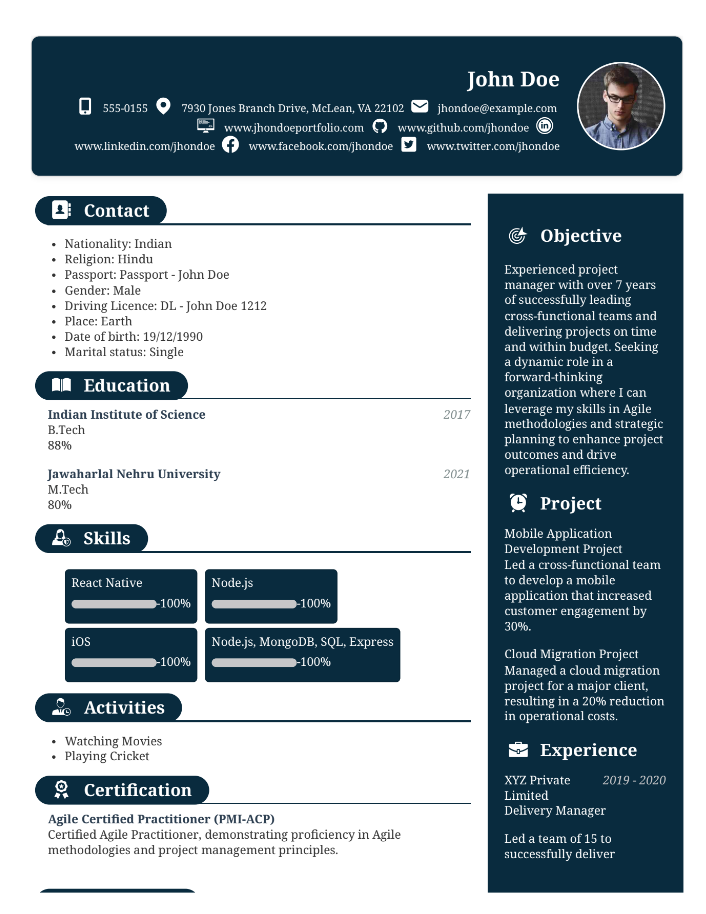 John Doe
555-0155 7930 Jones Branch Drive, McLean, VA 22102 jhondoe@example.com
www.jhondoeportfolio.com www.github.com/jhondoe
www.linkedin.com/jhondoe www.facebook.com/jhondoe www.twitter.com/jhondoe
Contact
• Nationality: Indian
• Religion: Hindu
• Passport: Passport - John Doe
• Gender: Male
• Driving Licence: DL - John Doe 1212
• Place: Earth
• Date of birth: 19/12/1990
• Marital status: Single
Education
Indian Institute of Science 2017
B.Tech
88%
Jawaharlal Nehru University 2021
M.Tech
80%
Skills
React Native
-100%
Node.js
-100%
iOS
-100%
Node.js, MongoDB, SQL, Express
-100%
Activities
• Watching Movies
• Playing Cricket
Certification
Agile Certified Practitioner (PMI-ACP)
Certified Agile Practitioner, demonstrating proficiency in Agile
methodologies and project management principles.
Objective
Experienced project
manager with over 7 years
of successfully leading
cross-functional teams and
delivering projects on time
and within budget. Seeking
a dynamic role in a
forward-thinking
organization where I can
leverage my skills in Agile
methodologies and strategic
planning to enhance project
outcomes and drive
operational efficiency.
Project
Mobile Application
Development Project
Led a cross-functional team
to develop a mobile
application that increased
customer engagement by
30%.
Cloud Migration Project
Managed a cloud migration
project for a major client,
resulting in a 20% reduction
in operational costs.
Experience
XYZ Private 2019 - 2020
Limited
Delivery Manager
Led a team of 15 to
successfully deliver